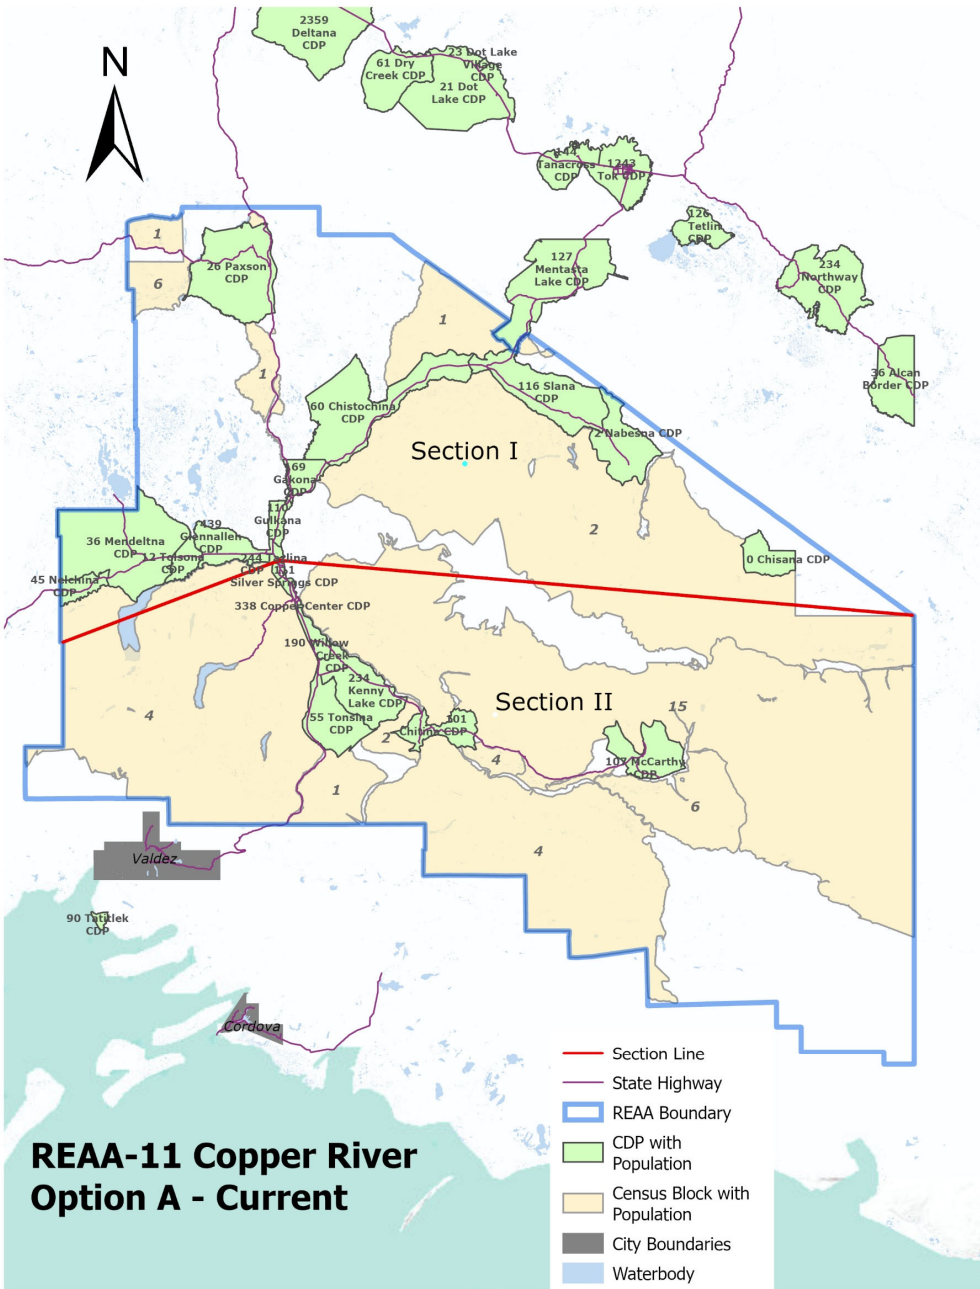 2359
Deltana
CDP
N
61 Dry
Creek CDP
23 Dot Lake
Village
CDP
21 Dot
Lake CDP
144
Tanacross
CDP
1243
Tok CDP
126
Tetlin
CDP
1
6
26 Paxson
CDP
127
Mentasta
Lake CDP
234
Northway
CDP
1
1
36 Alcan
Border CDP
60 Chistochina
CDP
116 Slana
CDP
2 Nabesna CDP
Section I
69
Gakona
CDP
110
Gulkana
CDP
2
439
Glennallen
CDP
36 Mendeltna
CDP
12 Tolsona
CDP
244 Tazlina
CDP
0 Chisana CDP
45 Nelchina
CDP
Silver Springs CDP
338 Copper Center CDP
190 Willow
Creek
CDP
234
Kenny
Lake CDP
Section II
4
55 Tonsina
CDP
101
Chitina CDP
15
2
4
107 McCarthy
CDP
1
6
4
Valdez
90 Tatitlek
CDP
Cordova
Section Line
State Highway
REAA Boundary
CDP with
Population
Census Block with
Population
City Boundaries
Waterbody
REAA-11 Copper River
Option A - Current